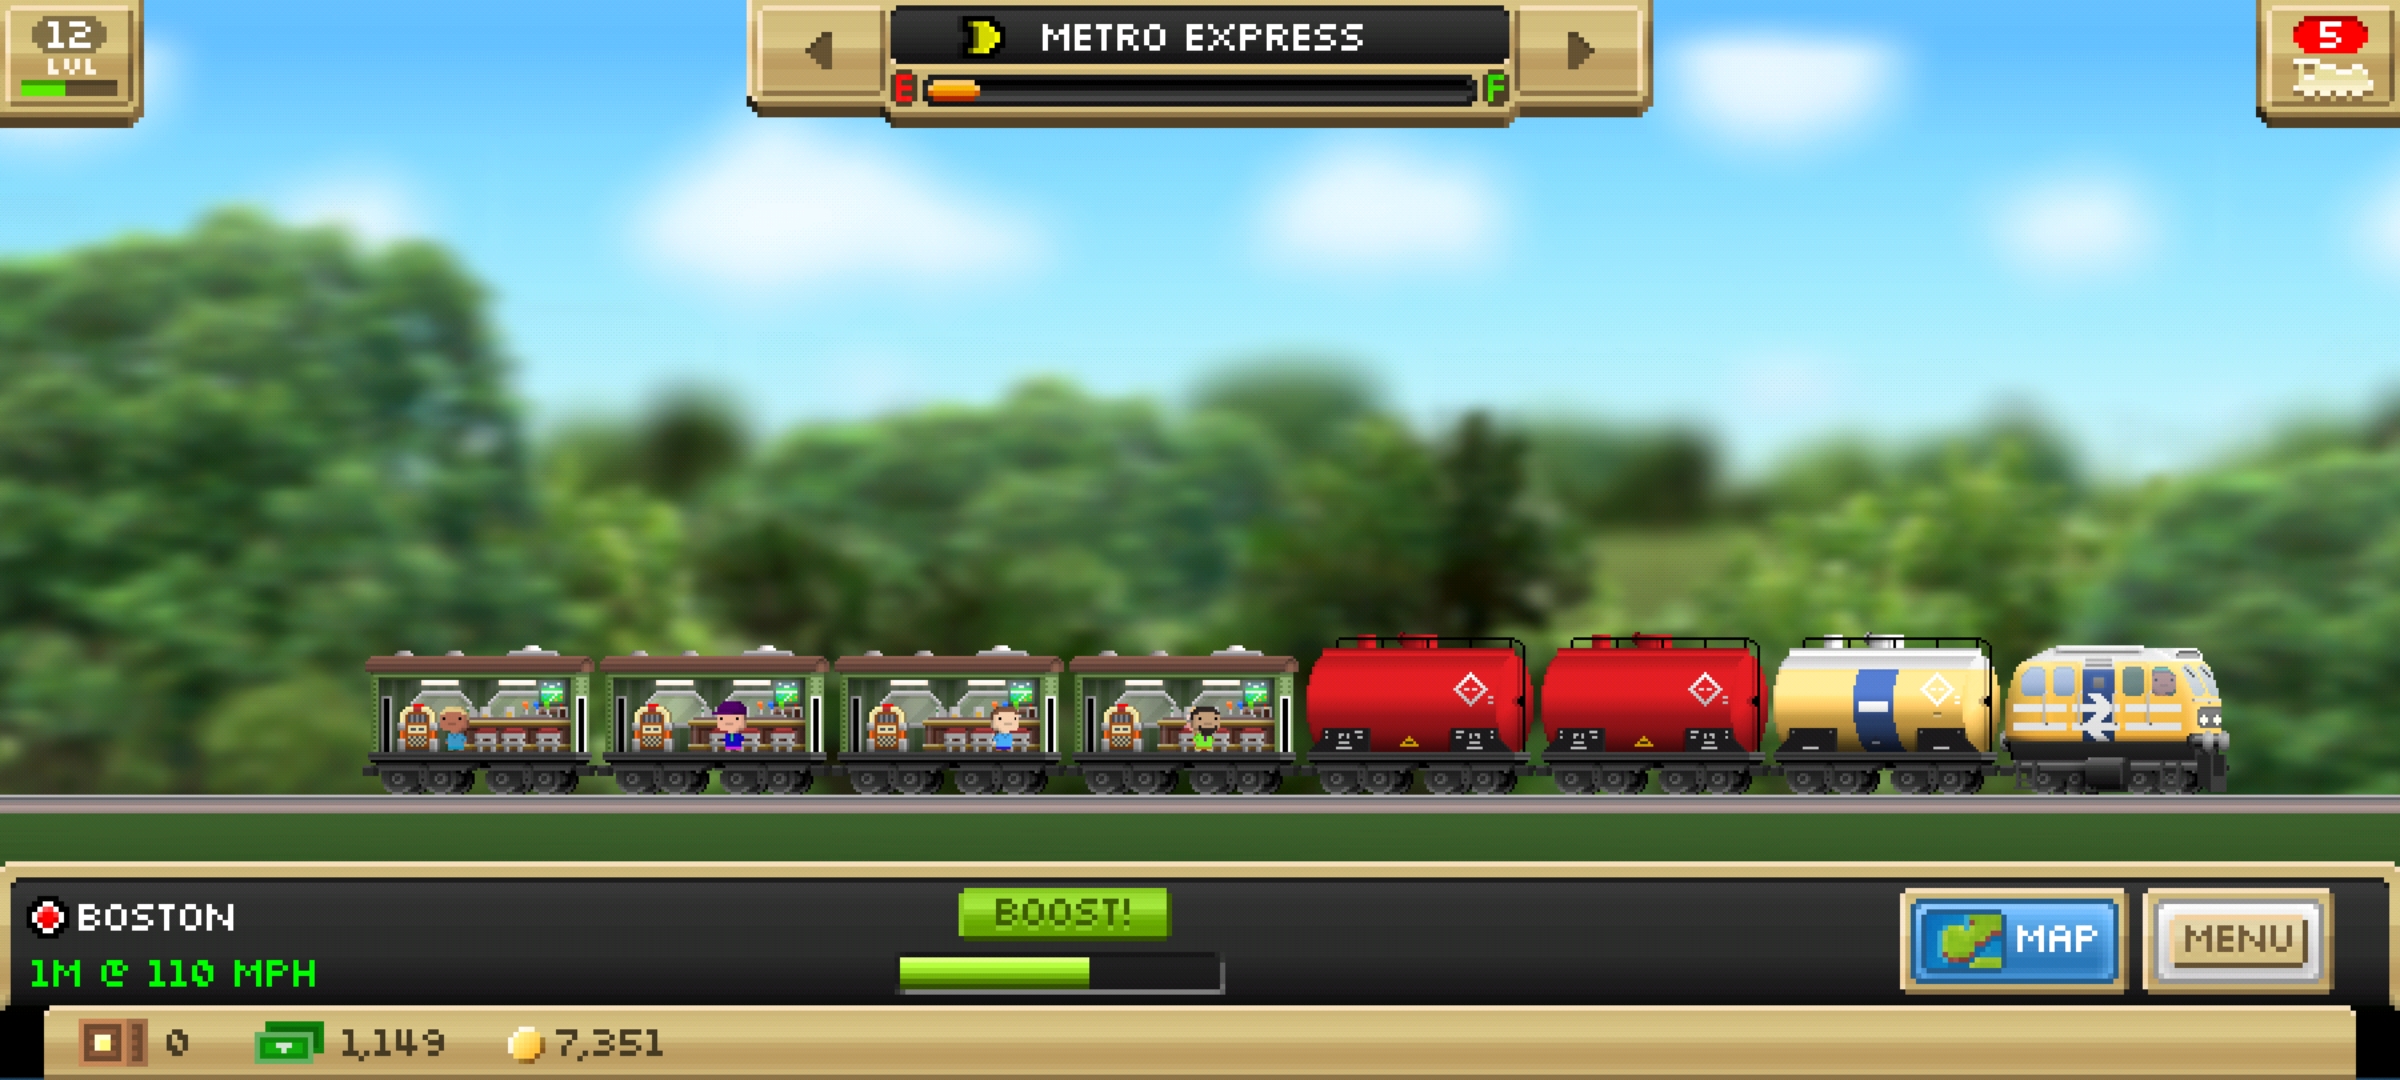 12
LVL
METRO EXPRESS
E F
5
BOSTON
1M @ 110 MPH
BOOST!
MAP
MENU
0 1,149 7,351